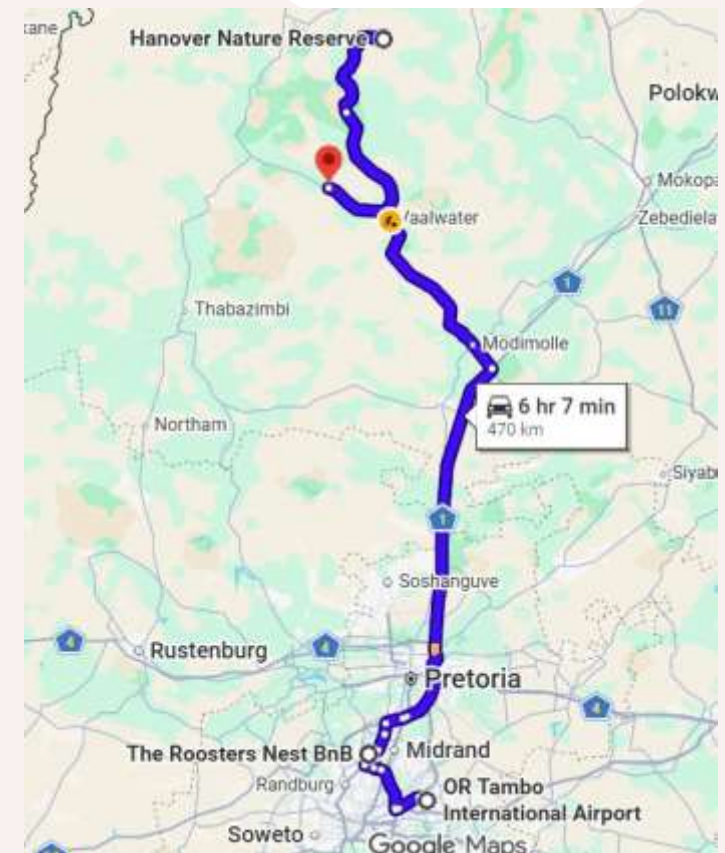 Hanover Nature Reserve
Polokw
Mokopa
Vaalwater
Zebediela
1
11
Thabazimbi
Modimolle
6 hr 7 min
470 km
Northam
Siyab
1
Soshanguve
4
Rustenburg
4
Pretoria
4
The Roosters Nest BnB
Midrand
Randburg
OR Tambo
International Airport
Soweto
Google Maps